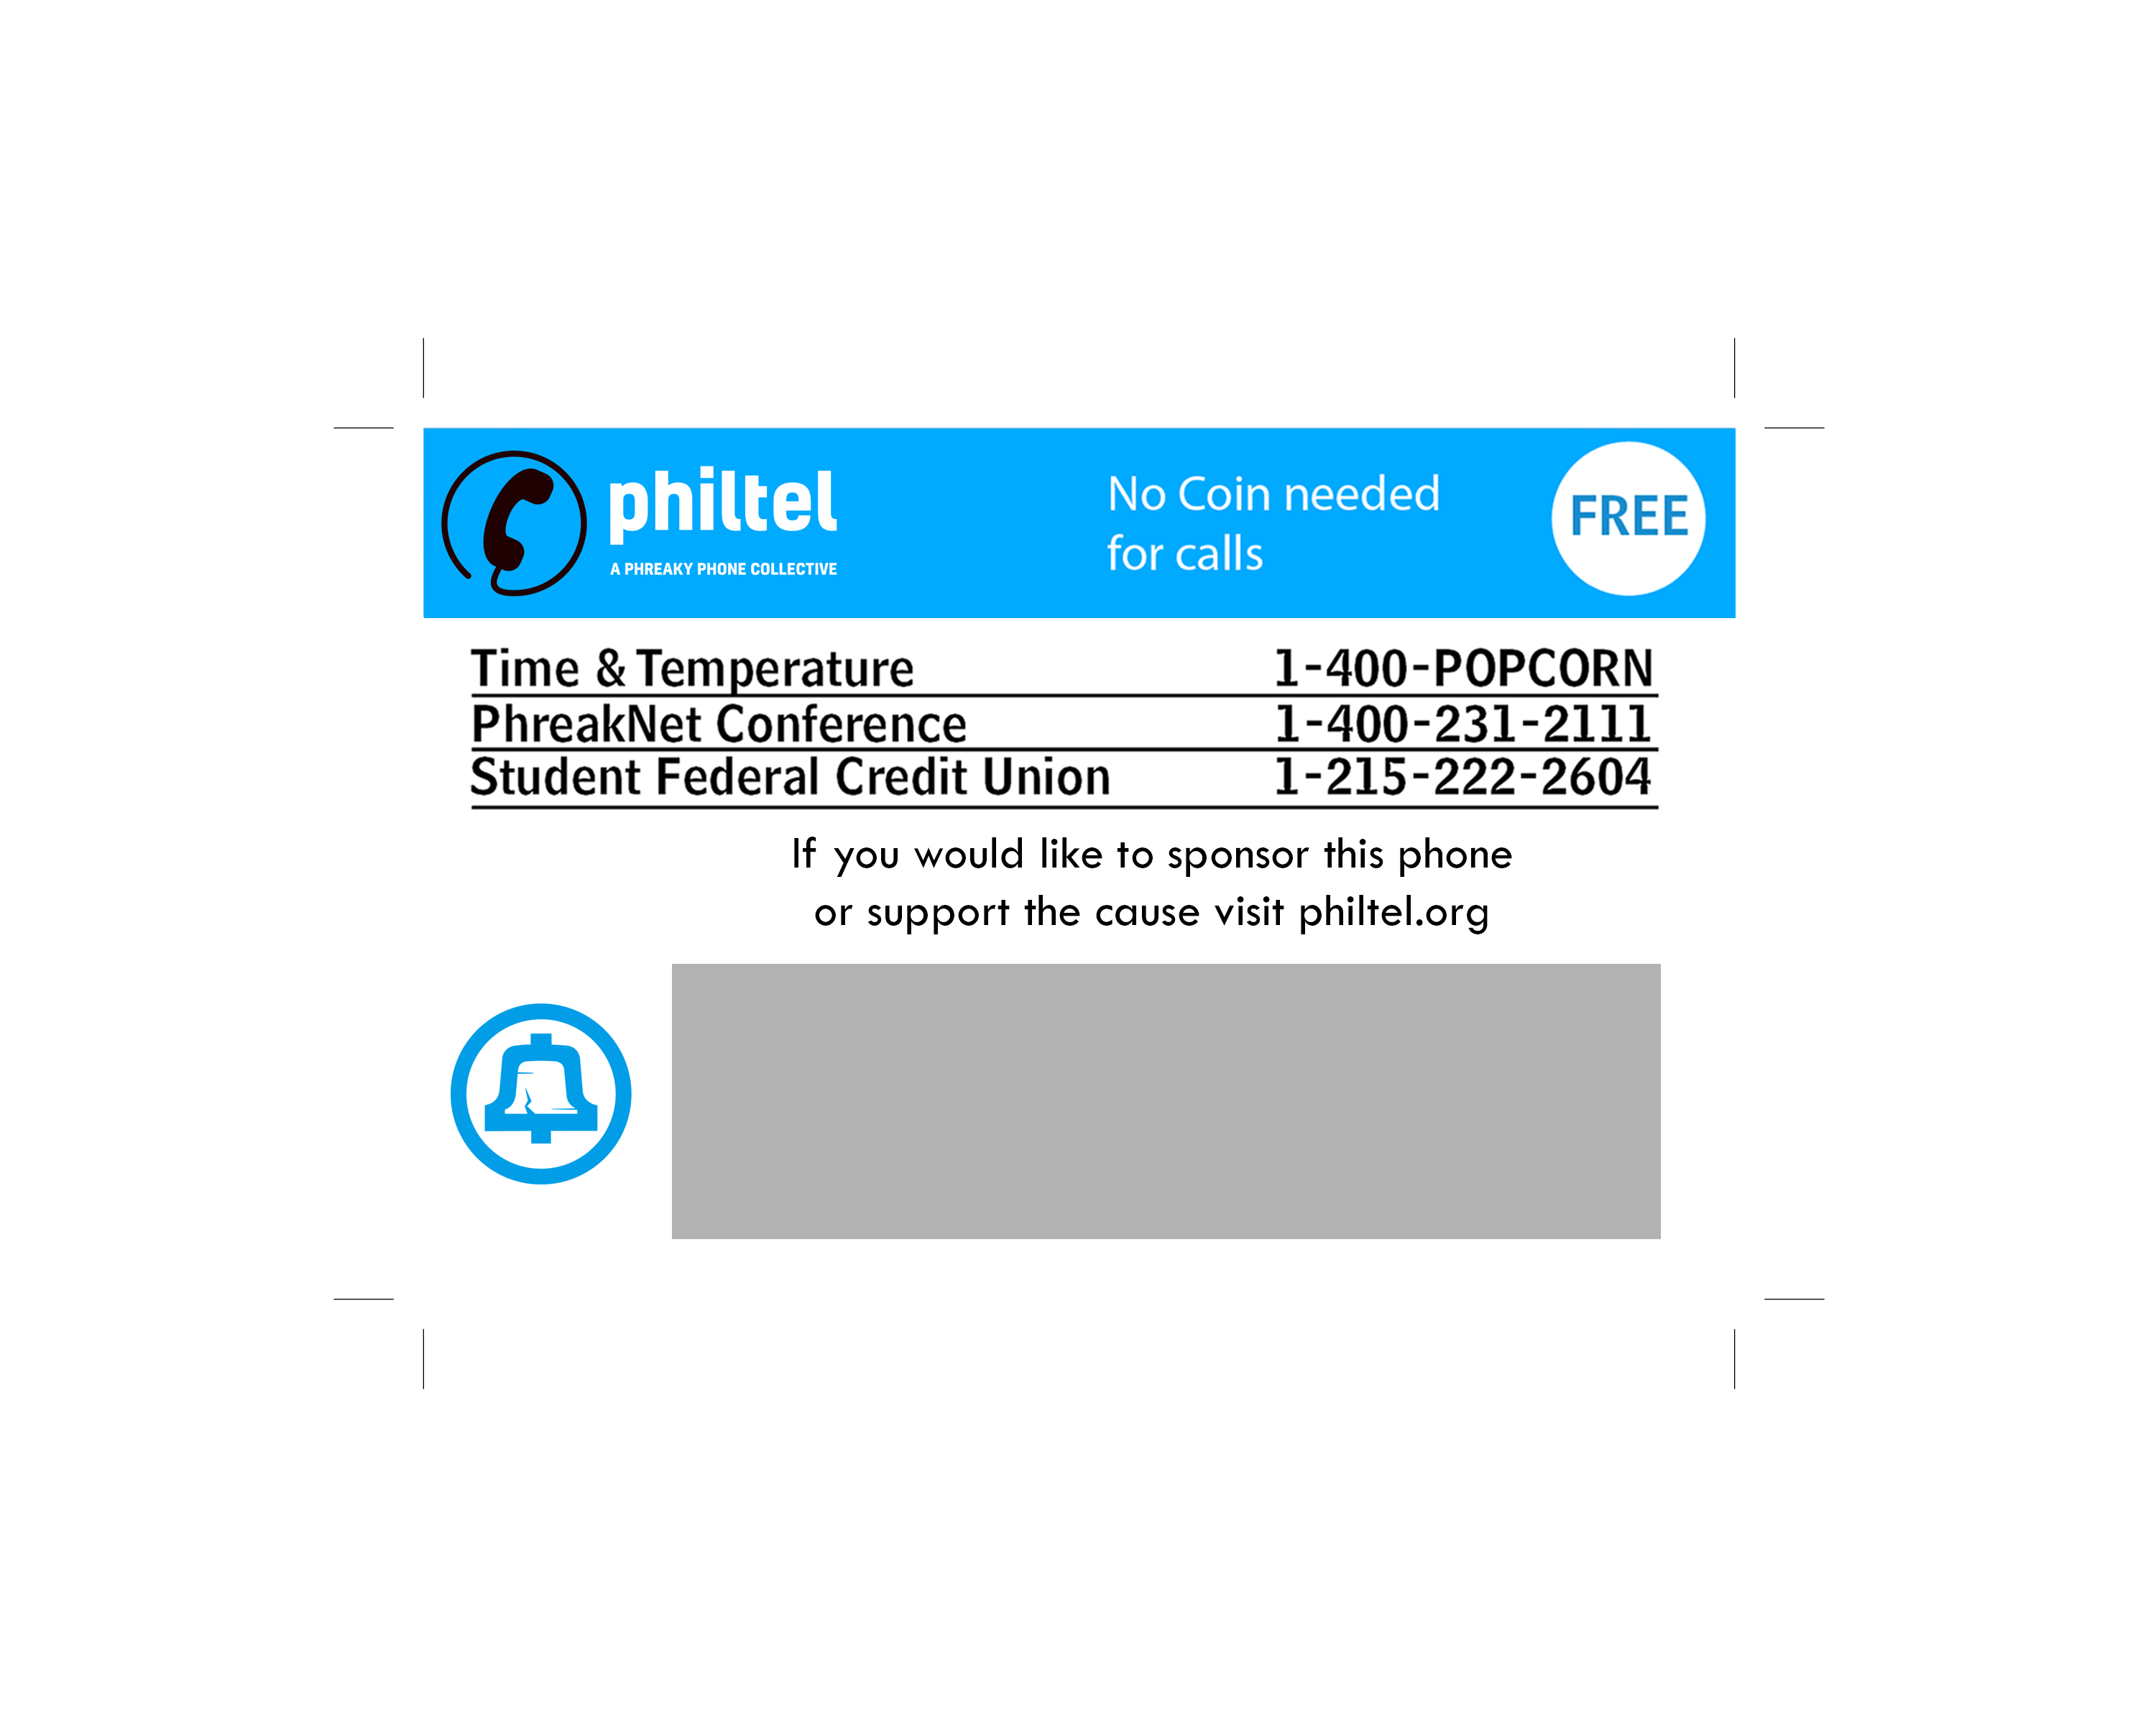 philtel
A PHREAKY PHONE COLLECTIVE
No Coin needed
for calls
FREE
Time & Temperature 1-400-POPCORN
PhreakNet Conference 1-400-231-2111
Student Federal Credit Union 1-215-222-2604
If you would like to sponsor this phone
or support the cause visit philtel.org